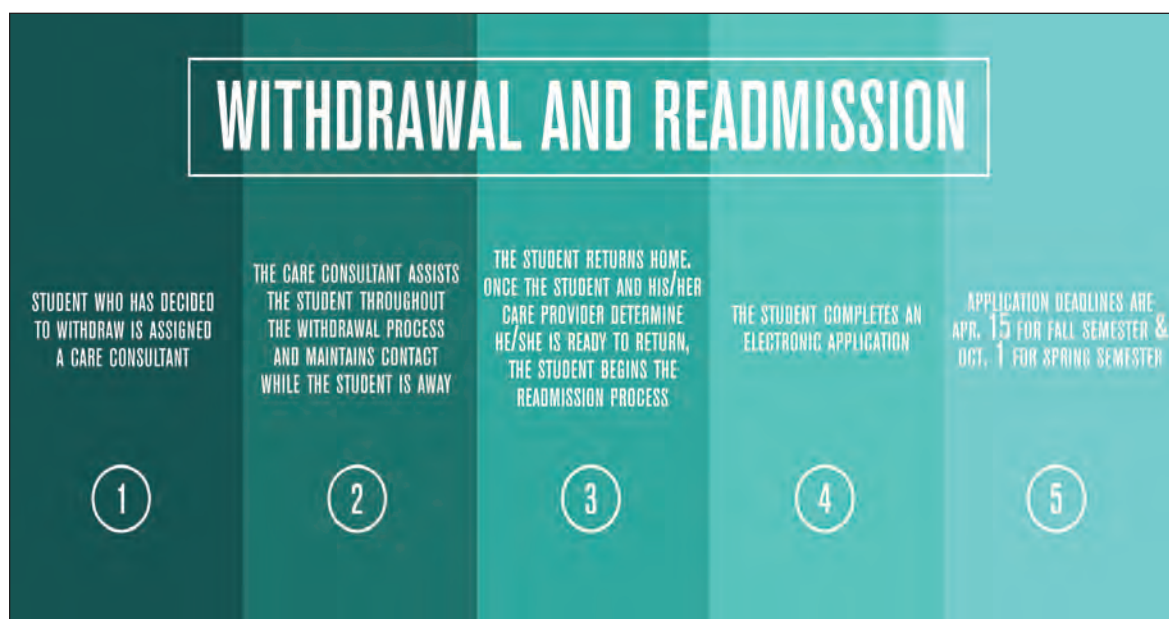 WITHDRAWAL AND READMISSION
STUDENT WHO HAS DECIDED
TO WITHDRAW IS ASSIGNED
A CARE CONSULTANT
1
THE CARE CONSULTANT ASSISTS
THE STUDENT THROUGHOUT
THE WITHDRAWAL PROCESS
AND MAINTAINS CONTACT
WHILE THE STUDENT IS AWAY
2
THE STUDENT RETURNS HOME.
ONCE THE STUDENT AND HIS/HER
CARE PROVIDER DETERMINE
HE/SHE IS READY TO RETURN,
THE STUDENT BEGINS THE
READMISSION PROCESS
3
THE STUDENT COMPLETES AN
ELECTRONIC APPLICATION
4
APPLICATION DEADLINES ARE
APR. 15 FOR FALL SEMESTER &
OCT. 1 FOR SPRING SEMESTER
5